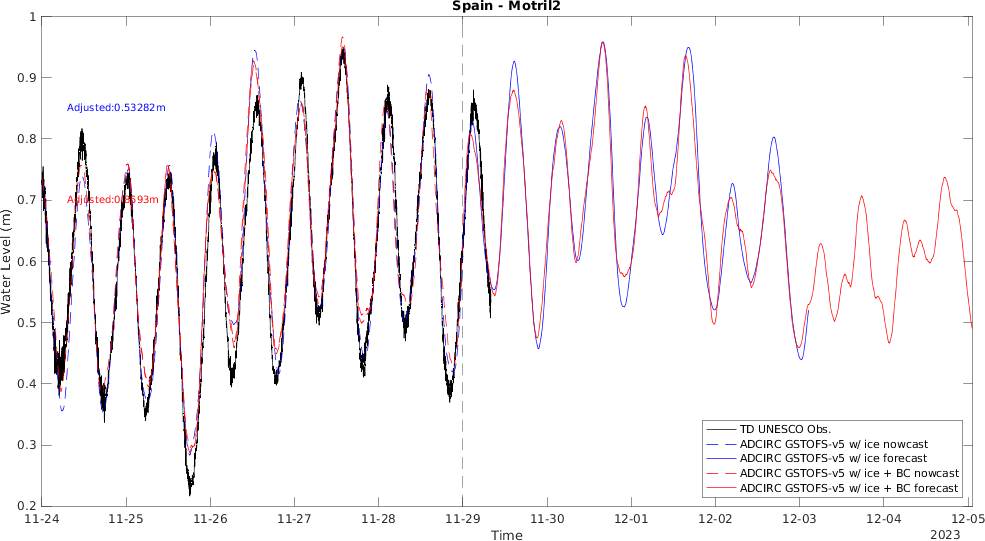 Spain - Motril2
1
0.9
0.8
0.7
0.6
0.5
0.4
0.3
0.2
Water Level (m)
Adjusted:0.53282m
11-24
11-25
11-26
11-27
11-28
11-29
11-30
12-01
12-02
12-03
12-04
12-05
2023
Time
TD UNESCO Obs.
ADCIRC GSTOFS-v5 w/ ice nowcast
ADCIRC GSTOFS-v5 w/ ice forecast
ADCIRC GSTOFS-v5 w/ ice + BC nowcast
ADCIRC GSTOFS-v5 w/ ice + BC forecast